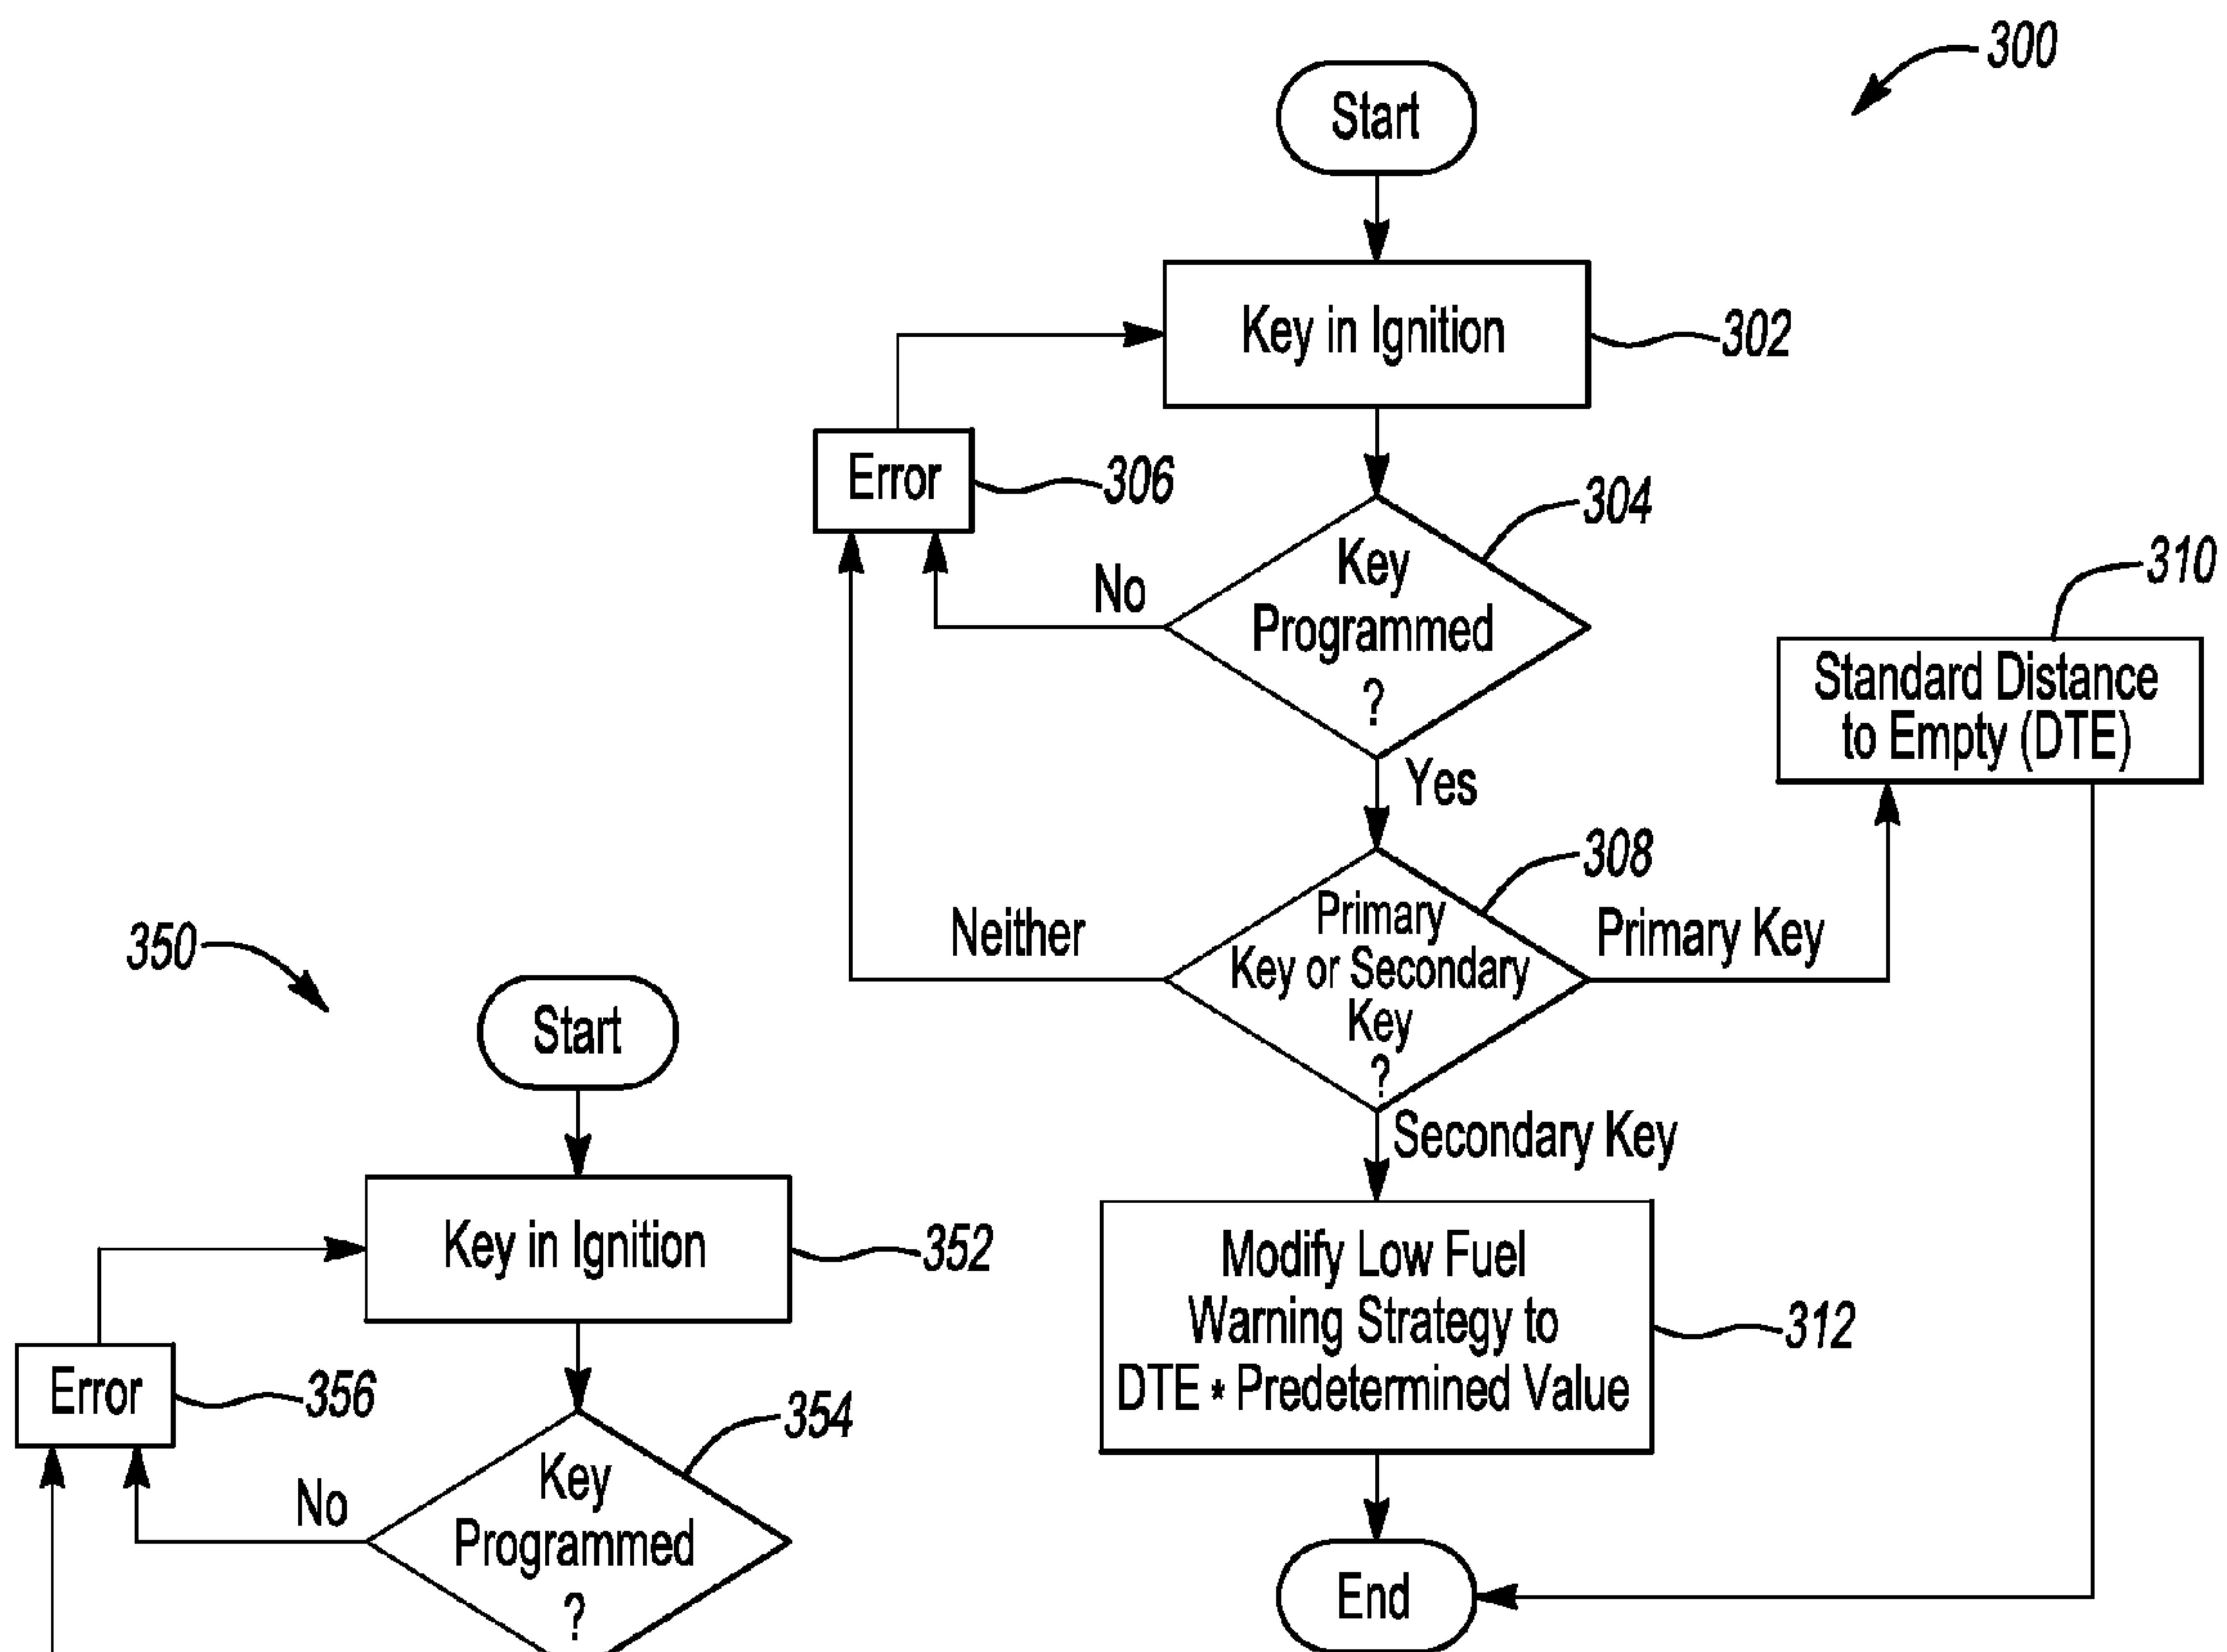 300
Start
Key in Ignition
302
Error
306
304
Key
Programmed
?
No
Yes
310
Standard Distance
to Empty (DTE)
308
Primary
Key or Secondary
Key
?
Neither
Primary Key
Secondary Key
Modify Low Fuel
Warning Strategy to
DTE * Predetermined Value
312
End
350
Start
Key in Ignition
352
Error
356
354
Key
Programmed
?
No